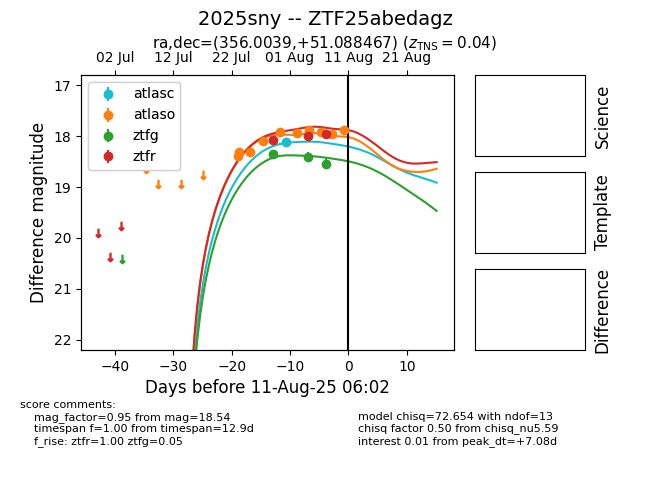 2025sny -- ZTF25abedagz
ra,dec=(356.0039,+51.088467) (z_TNS = 0.04)
02 Jul 12 Jul 22 Jul 01 Aug 11 Aug 21 Aug
17
18
19
20
21
22
Difference magnitude
atlasc
atlaso
ztfg
ztfr
−40 −30 −20 −10 0 10
Days before 11-Aug-25 06:02
Science
Template
Difference
score comments:
mag_factor=0.95 from mag=18.54
timespan f=1.00 from timespan=12.9d
f_rise: ztfr=1.00 ztfg=0.05
model chisq=72.654 with ndof=13
chisq factor 0.50 from chisq_nu5.59
interest 0.01 from peak_dt=+7.08d